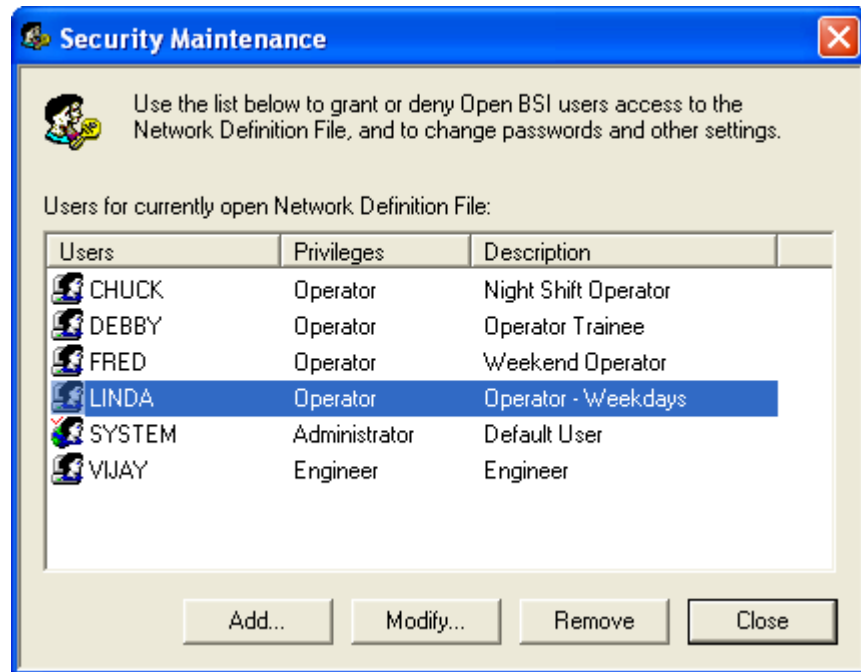 Security Maintenance
Use the list below to grant or deny Open BSI users access to the
Network Definition File, and to change passwords and other settings.
Users for currently open Network Definition File:
Users Privileges Description
CHUCK Operator Night Shift Operator
DEBBY Operator Operator Trainee
FRED Operator Weekend Operator
LINDA Operator Operator - Weekdays
SYSTEM Administrator Default User
VIJAY Engineer Engineer
Add... Modify... Remove Close